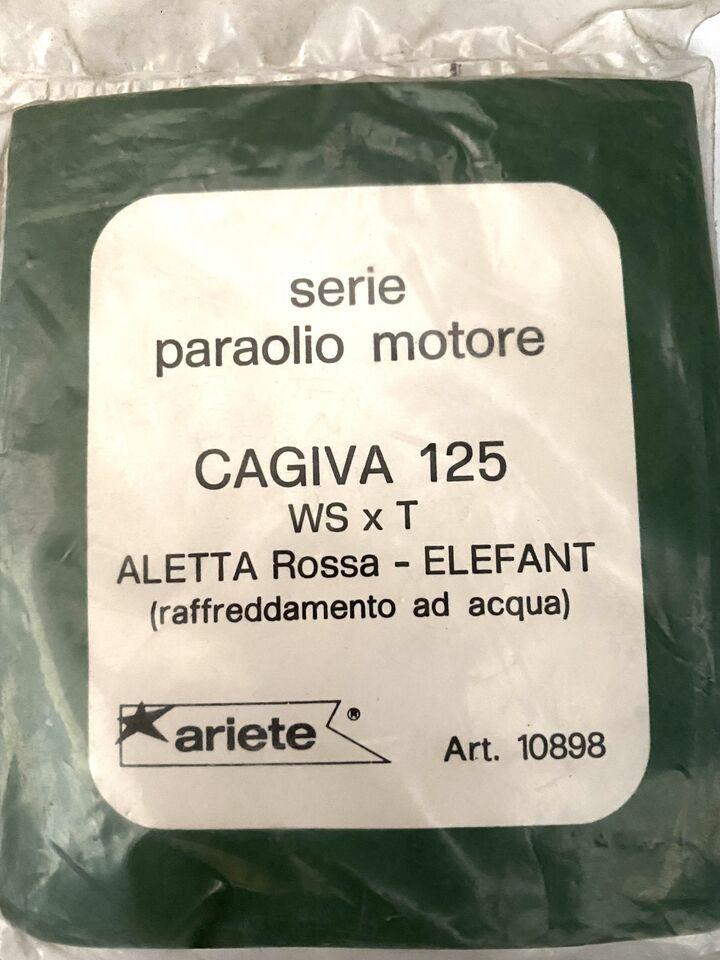 serie
paraolio motore
CAGIVA 125
WS x T
ALETTA Rossa - ELEFANT
(raffreddamento ad acqua)
ariete ®
Art. 10898